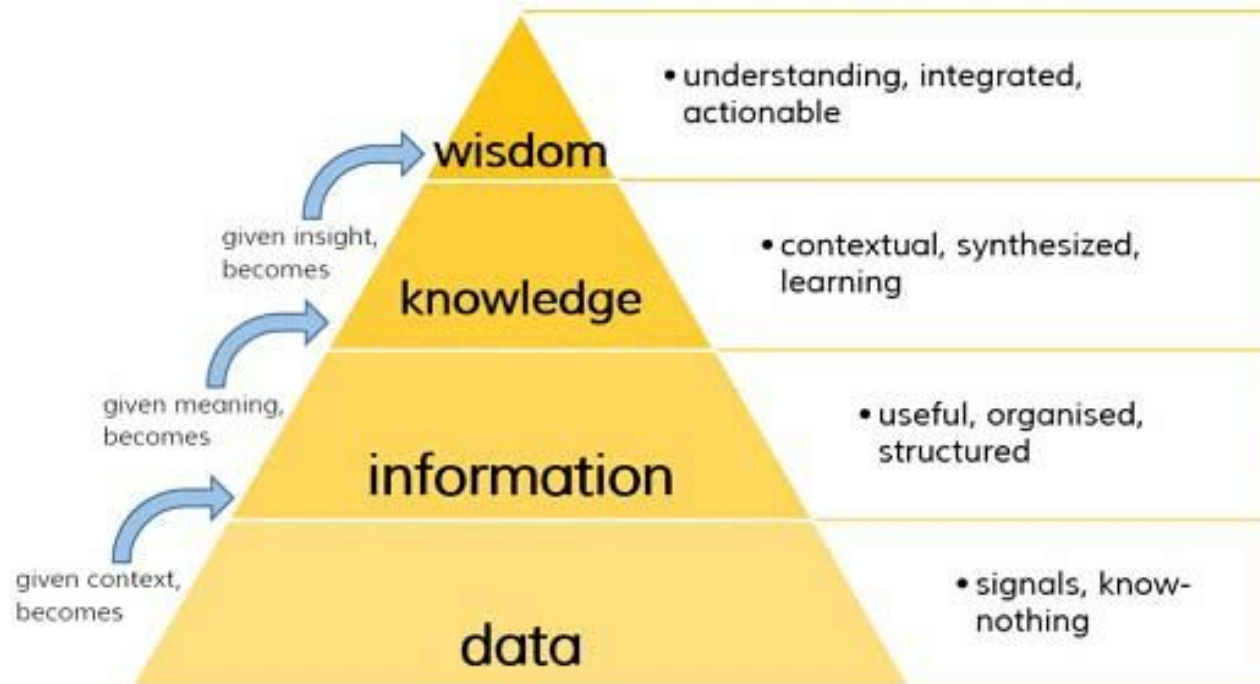 • understanding, integrated,
actionable
wisdom
given insight,
becomes
• contextual, synthesized,
learning
knowledge
given meaning,
becomes
• useful, organised,
structured
information
given context,
becomes
• signals, know-
nothing
data